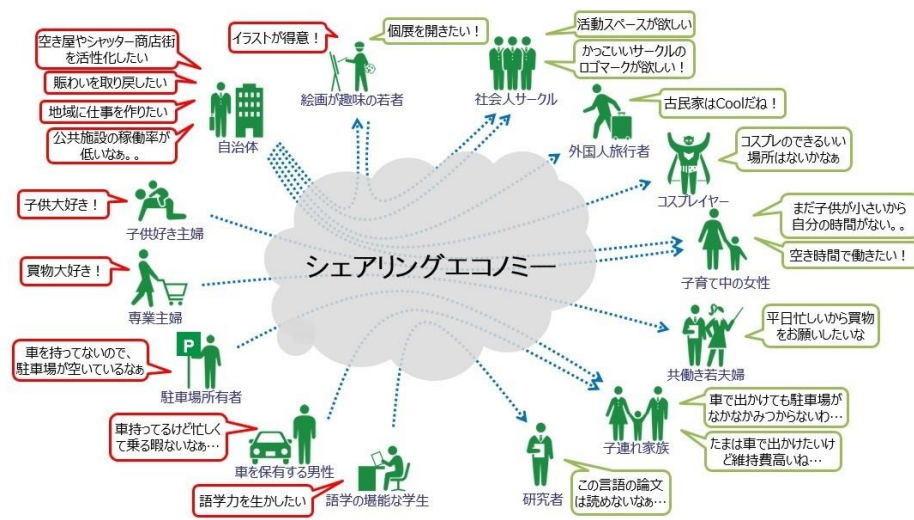 空き屋やシャッター商店街
を活性化したい
賑わいを取り戻したい
地域に仕事を作りたい
公共施設の稼働率が
低いなぁ。。
自治体
イラストが得意！
個展を開きたい！
絵画が趣味の若者
活動スペースが欲しい
かっこいいサークルの
ロゴマークが欲しい！
社会人サークル
古民家はCoolだね！
外国人旅行者
コスプレのできるいい
場所はないかなぁ
コスプレイヤー
子供大好き！
子供好き主婦
まだ子供が小さいから
自分の時間がない。。
空き時間で働きたい！
子育て中の女性
シェアリングエコノミー
買物大好き！
専業主婦
平日忙しいから買物
をお願いしたいな
共働き若夫婦
車を持ってないので、
駐車場が空いているなぁ
P
駐車場所有者
車で出かけても駐車場が
なかなかみつからないわ…
たまは車で出かけたいけ
ど維持費高いね…
子連れ家族
車持ってるけど忙しく
て乗る暇ないなぁ…
車を保有する男性
語学力を生かしたい
語学の堪能な学生
研究者
この言語の論文
は読めないなぁ…